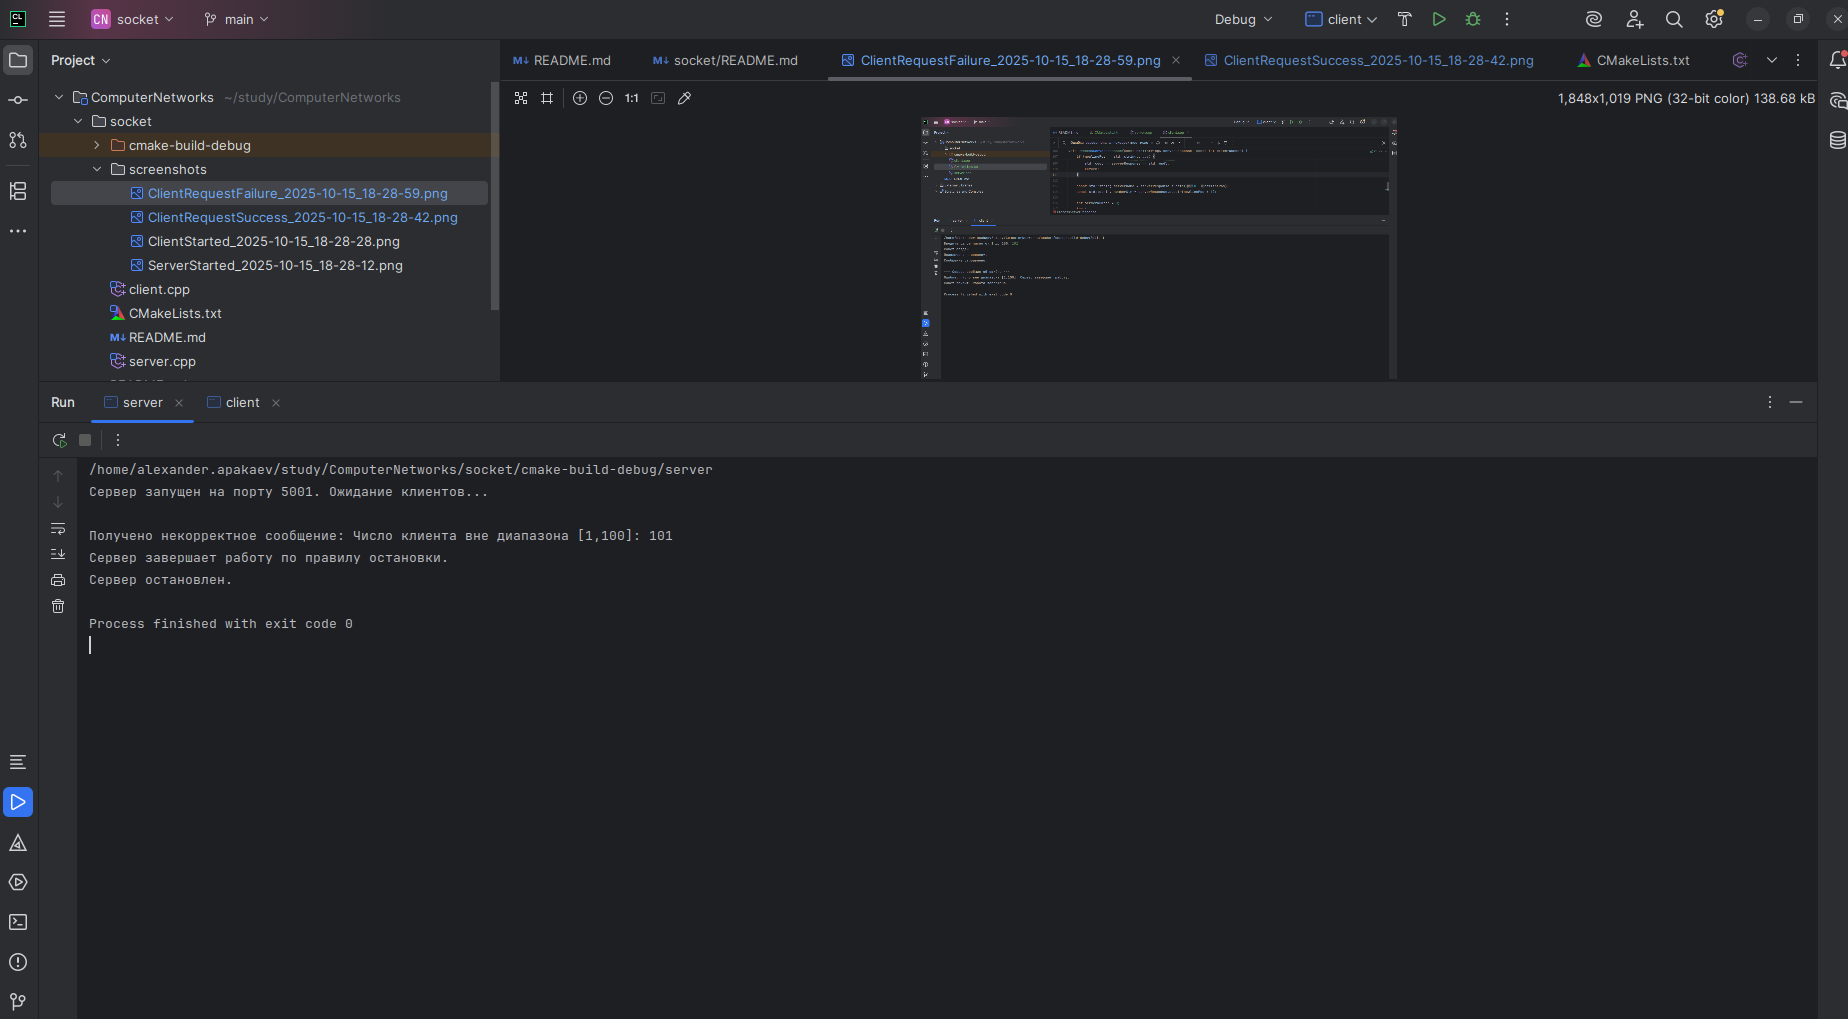 CL
CN socket main Debug client
Project
README.md socket/README.md ClientRequestFailure_2025-10-15_18-28-59.png ClientRequestSuccess_2025-10-15_18-28-42.png CMakeLists.txt
1:1 1,848x1,019 PNG (32-bit color) 138.68 kB
ComputerNetworks ~/study/ComputerNetworks
socket
cmake-build-debug
screenshots
ClientRequestFailure_2025-10-15_18-28-59.png
ClientRequestSuccess_2025-10-15_18-28-42.png
ClientStarted_2025-10-15_18-28-28.png
ServerStarted_2025-10-15_18-28-12.png
client.cpp
CMakeLists.txt
README.md
server.cpp
Run server client
/home/alexander.apakaev/study/ComputerNetworks/socket/cmake-build-debug/server
Сервер запущен на порту 5001. Ожидание клиентов...
Получено некорректное сообщение: Число клиента вне диапазона [1,100]: 101
Сервер завершает работу по правилу остановки.
Сервер остановлен.
Process finished with exit code 0